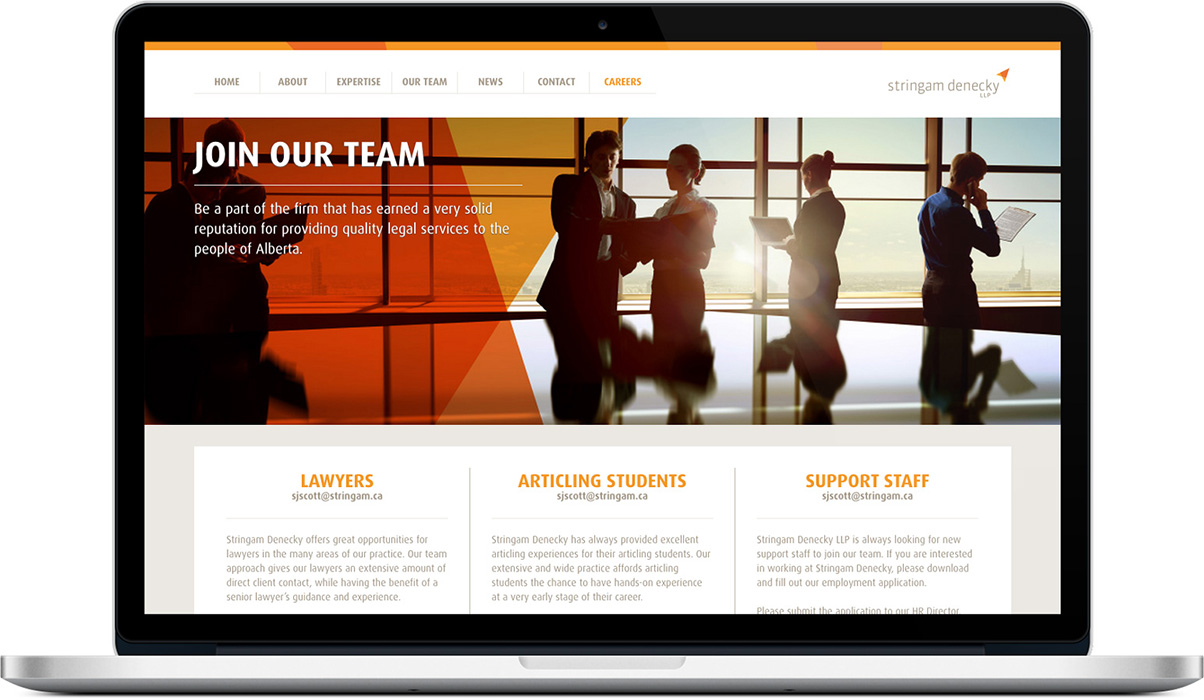 HOME ABOUT EXPERTISE OUR TEAM NEWS CONTACT CAREERS
stringam denecky
LLP
JOIN OUR TEAM
Be a part of the firm that has earned a very solid
reputation for providing quality legal services to the
people of Alberta.
LAWYERS
sjscott@stringam.ca
Stringam Denecky offers great opportunities for
lawyers in the many areas of our practice. Our team
approach gives our lawyers an extensive amount of
direct client contact, while having the benefit of a
senior lawyer's guidance and experience.
ARTICLING STUDENTS
sjscott@stringam.ca
Stringam Denecky has always provided excellent
articling experiences for their articling students. Our
extensive and wide practice affords articling
students the chance to have hands-on experience
at a very early stage of their career.
SUPPORT STAFF
sjscott@stringam.ca
Stringam Denecky LLP is always looking for new
support staff to join our team. If you are interested
in working at Stringam Denecky, please download
and fill out our employment application.
Please submit the application to our HR Director,